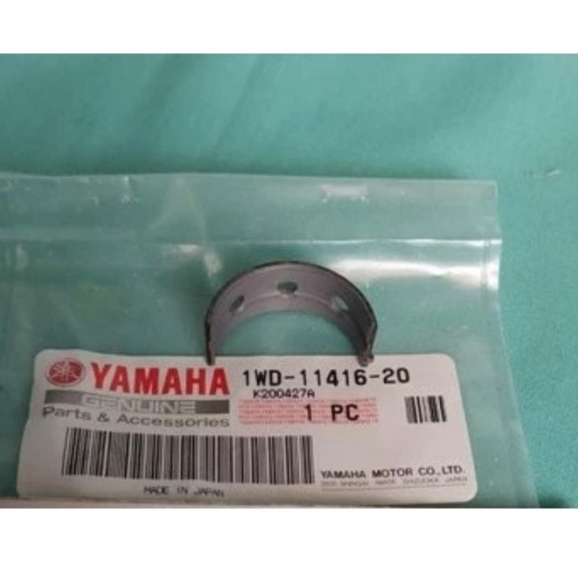 YAMAHA
GENUINE
Parts & Accessories
1WD-11416-20
K200427A
1 PC
MADE IN JAPAN
YAMAHA MOTOR CO., LTD.